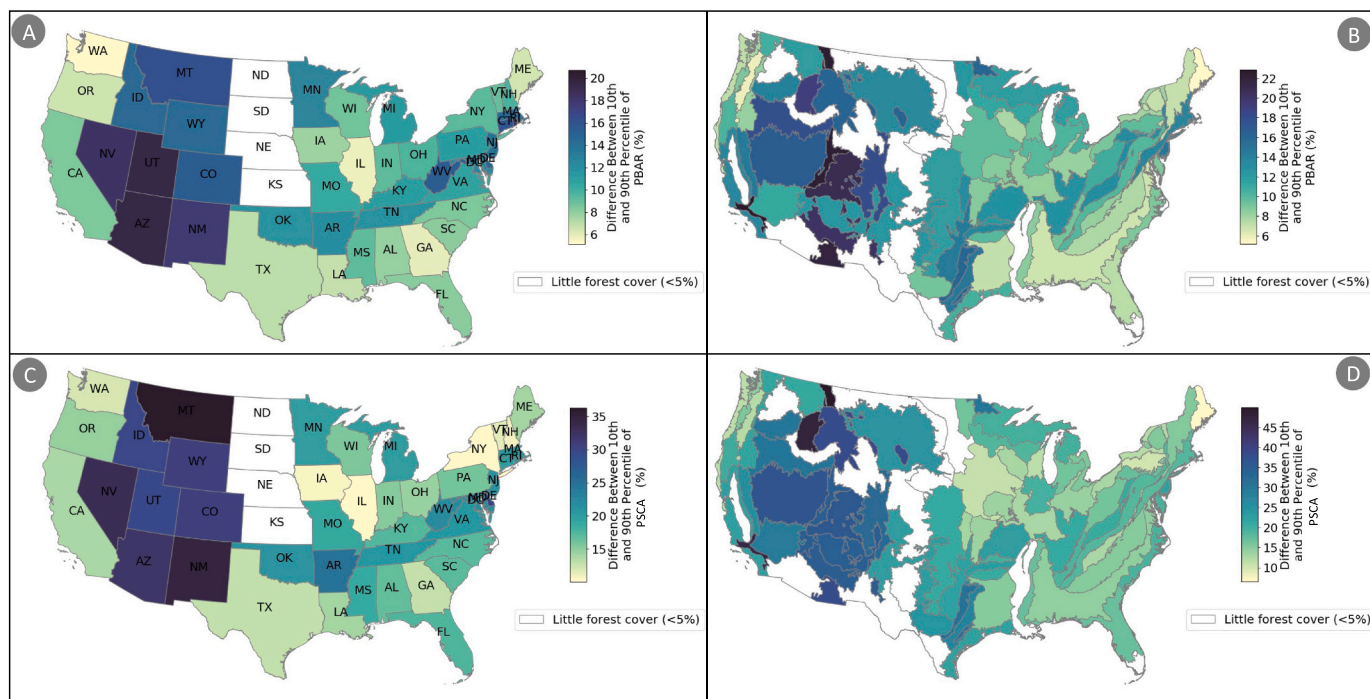 A
WA
OR
CA
NV
ID
MT
WY
UT
CO
AZ
NM
ND
SD
NE
KS
OK
TX
MN
IA
MO
AR
LA
WI
IL
MI
IN
OH
KY
TN
MS
AL
GA
FL
SC
NC
VA
WV
PA
NY
VT
NH
ME
MA
CT
RI
NJ
DE
20
18
16
14
12
10
8
6
Difference Between 10th
and 90th Percentile of
PBAR (%)
Little forest cover (<5%)
B
22
20
18
16
14
12
10
8
6
Difference Between 10th
and 90th Percentile of
PBAR (%)
Little forest cover (<5%)
C
WA
OR
CA
NV
ID
MT
WY
UT
CO
AZ
NM
ND
SD
NE
KS
OK
TX
MN
IA
MO
AR
LA
WI
IL
MI
IN
OH
KY
TN
MS
AL
GA
FL
SC
NC
VA
WV
PA
NY
VT
NH
ME
MA
CT
RI
NJ
DE
35
30
25
20
15
Difference Between 10th
and 90th Percentile of
PSCA (%)
Little forest cover (<5%)
D
45
40
35
30
25
20
15
10
Difference Between 10th
and 90th Percentile of
PSCA (%)
Little forest cover (<5%)